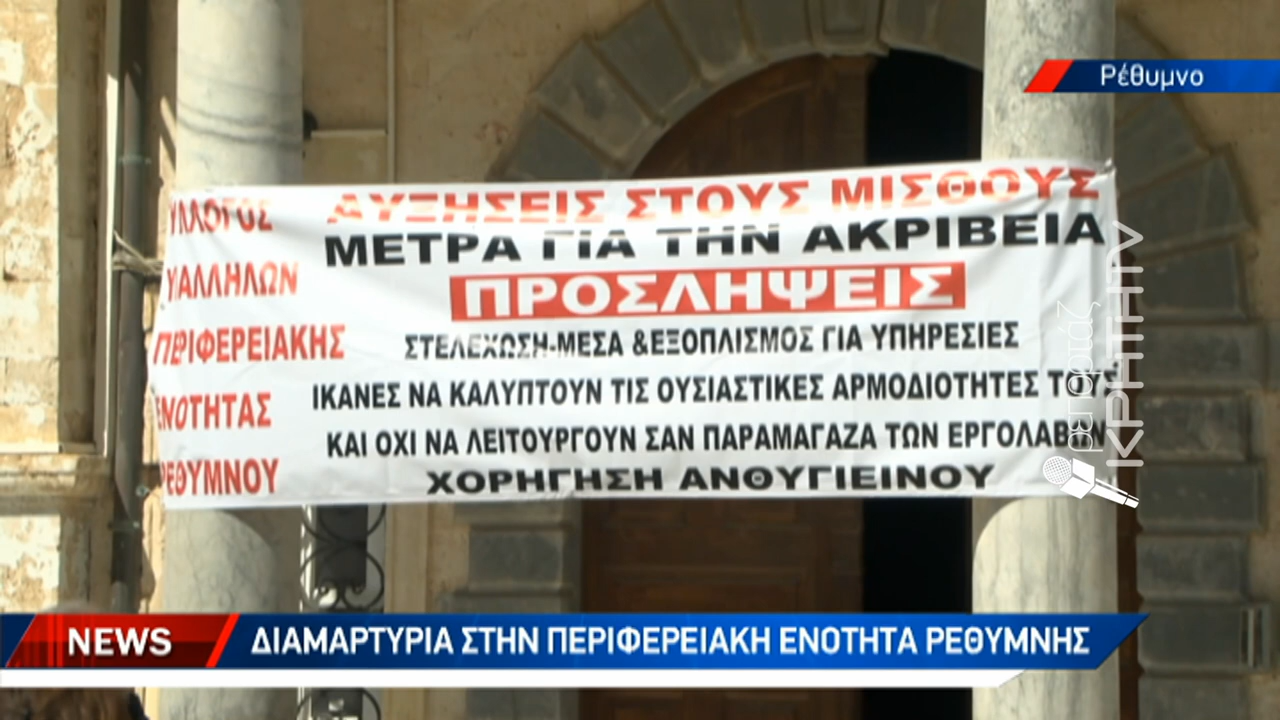 Ρέθυμνο
ΥΛΛΟΓΟΣ
ΥΠΑΛΛΗΛΩΝ
ΠΕΡΙΦΕΡΕΙΑΚΗΣ
ΕΝΟΤΗΤΑΣ
ΡΕΘΥΜΝΟΥ
ΑΥΞΗΣΕΙΣ ΣΤΟΥΣ ΜΙΣΘΟΥΣ
ΜΕΤΡΑ ΓΙΑ ΤΗΝ ΑΚΡΙΒΕΙΑ
ΠΡΟΣΛΗΨΕΙΣ
ΣΤΕΛΕΧΩΣΗ-ΜΕΣΑ &ΕΞΟΠΛΙΣΜΟΣ ΓΙΑ ΥΠΗΡΕΣΙΕΣ
ΙΚΑΝΕΣ ΝΑ ΚΑΛΥΠΤΟΥΝ ΤΙΣ ΟΥΣΙΑΣΤΙΚΕΣ ΑΡΜΟΔΙΟΤΗΤΕΣ ΤΟΥΣ
ΚΑΙ ΟΧΙ ΝΑ ΛΕΙΤΟΥΡΓΟΥΝ ΣΑΝ ΠΑΡΑΜΑΓΑΖΑ ΤΩΝ ΕΡΓΟΛΑΒΩΝ
ΧΟΡΗΓΗΣΗ ΑΝΘΥΓΙΕΙΝΟΥ
ρεπορτάζ
ΚΡΗΤΗ TV
NEWS
ΔΙΑΜΑΡΤΥΡΙΑ ΣΤΗΝ ΠΕΡΙΦΕΡΕΙΑΚΗ ΕΝΟΤΗΤΑ ΡΕΘΥΜΝΗΣ